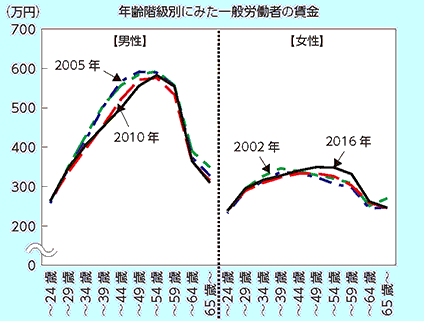 年齢階級別にみた一般労働者の賃金
(万円)
700
600
500
400
300
200
100
0
【男性】
【女性】
2005年
2010年
2002年
2016年
～24歳
～29歳
～34歳
～39歳
～44歳
～49歳
～54歳
～59歳
～64歳
65歳～
～24歳
～29歳
～34歳
～39歳
～44歳
～49歳
～54歳
～59歳
～64歳
65歳～